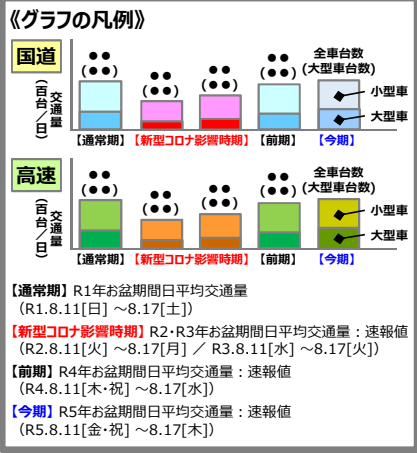 《グラフの凡例》
国道
交通量
(百台/日)
●●
(●●)
●●
(●●)
●●
(●●)
●●
(●●)
全車台数
(大型車台数)
小型車
大型車
【通常期】【新型コロナ影響時期】【前期】【今期】
高速
交通量
(百台/日)
●●
(●●)
●●
(●●)
●●
(●●)
●●
(●●)
全車台数
(大型車台数)
小型車
大型車
【通常期】【新型コロナ影響時期】【前期】【今期】
【通常期】R1年お盆期間日平均交通量
(R1.8.11[日] ～8.17[土])
【新型コロナ影響時期】R2・R3年お盆期間日平均交通量：速報値
(R2.8.11[火] ～8.17[月] ／ R3.8.11[水] ～8.17[火])
【前期】R4年お盆期間日平均交通量：速報値
(R4.8.11[木・祝] ～8.17[水])
【今期】R5年お盆期間日平均交通量：速報値
(R5.8.11[金・祝] ～8.17[木])